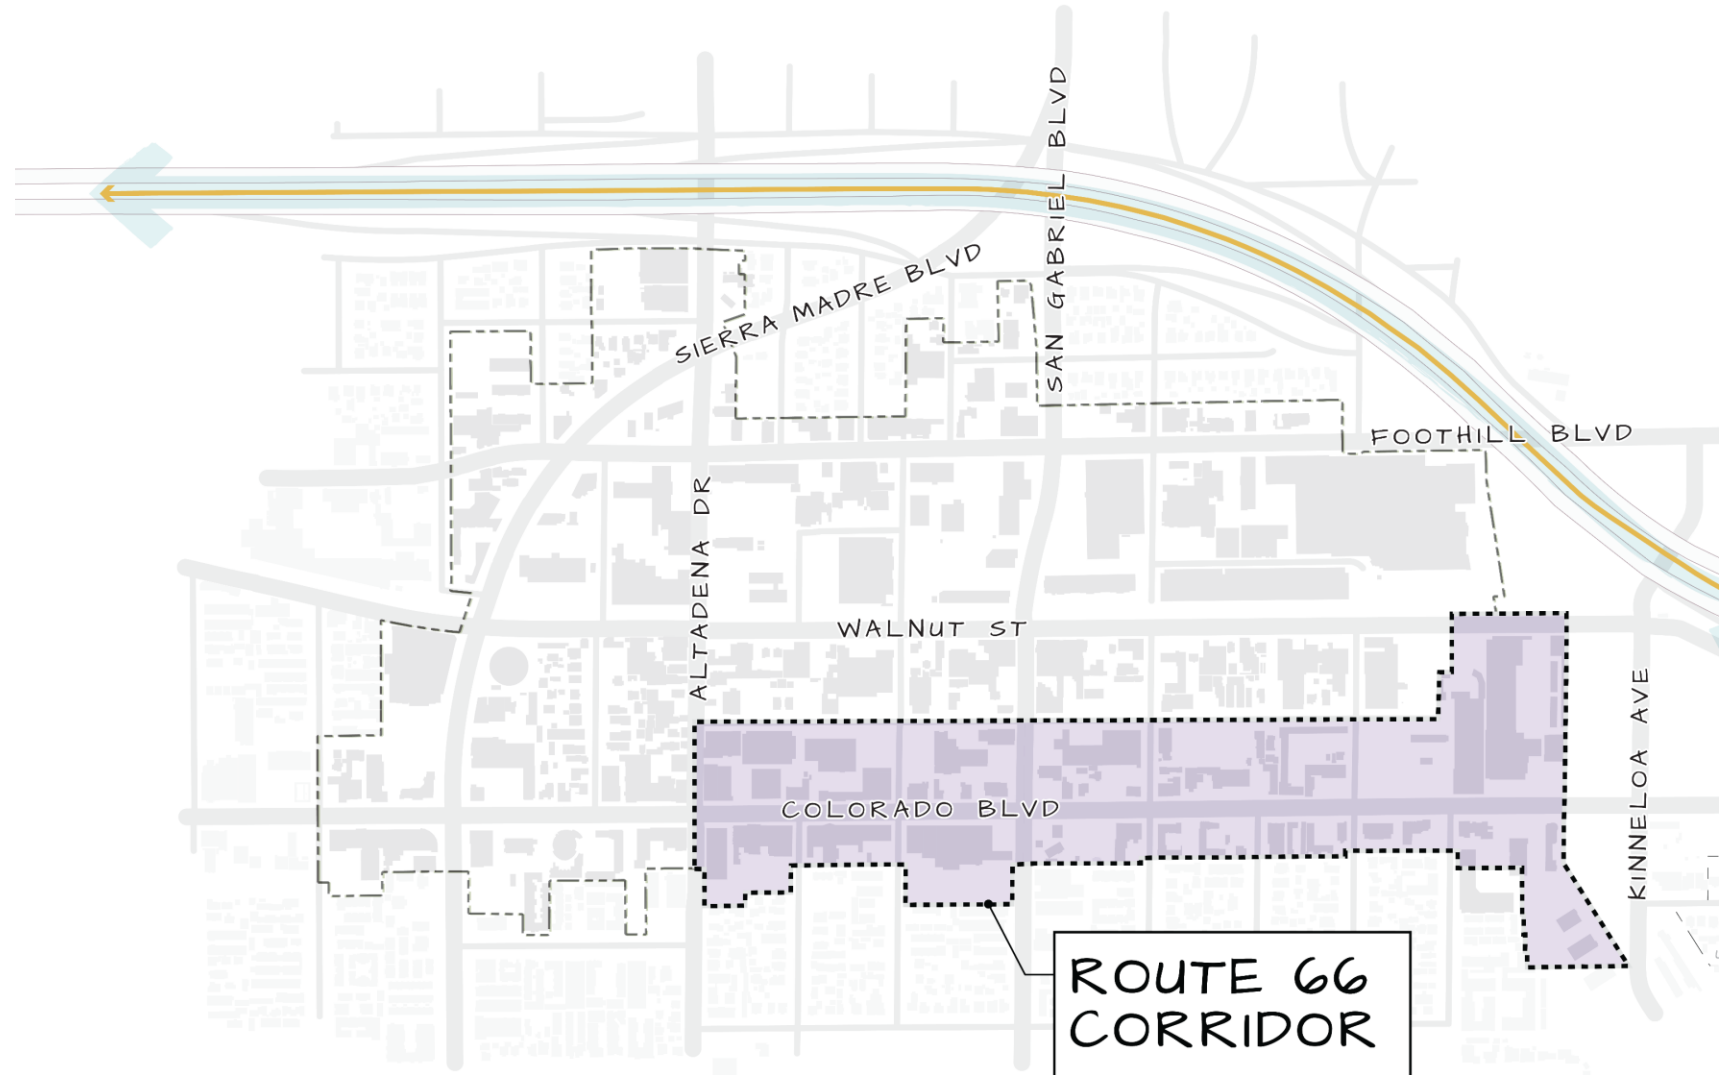 SAN GABRIEL BLVD
SIERRA MADRE BLVD
FOOTHILL BLVD
ALTADENA DR
WALNUT ST
KINNELOA AVE
COLORADO BLVD
ROUTE 66
CORRIDOR